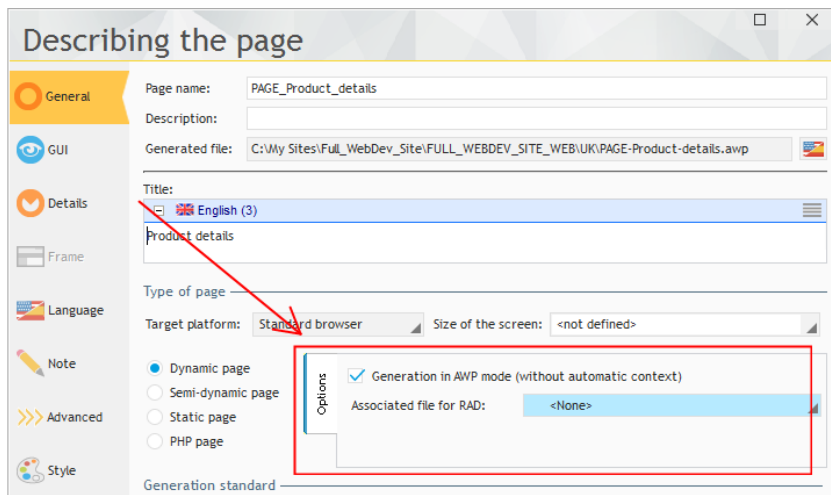 Describing the page
General
GUI
Details
Frame
Language
Note
Advanced
Style
Page name: PAGE_Product_details
Description:
Generated file: C:\My Sites\Full_WebDev_Site\FULL_WEBDEV_SITE_WEB\UK\PAGE-Product-details.awp
Title:
English (3)
Product details
Type of page
Target platform: Standard browser Size of the screen: <not defined>
Dynamic page
Semi-dynamic page
Static page
PHP page
Options
Generation in AWP mode (without automatic context)
Associated file for RAD: <None>
Generation standard